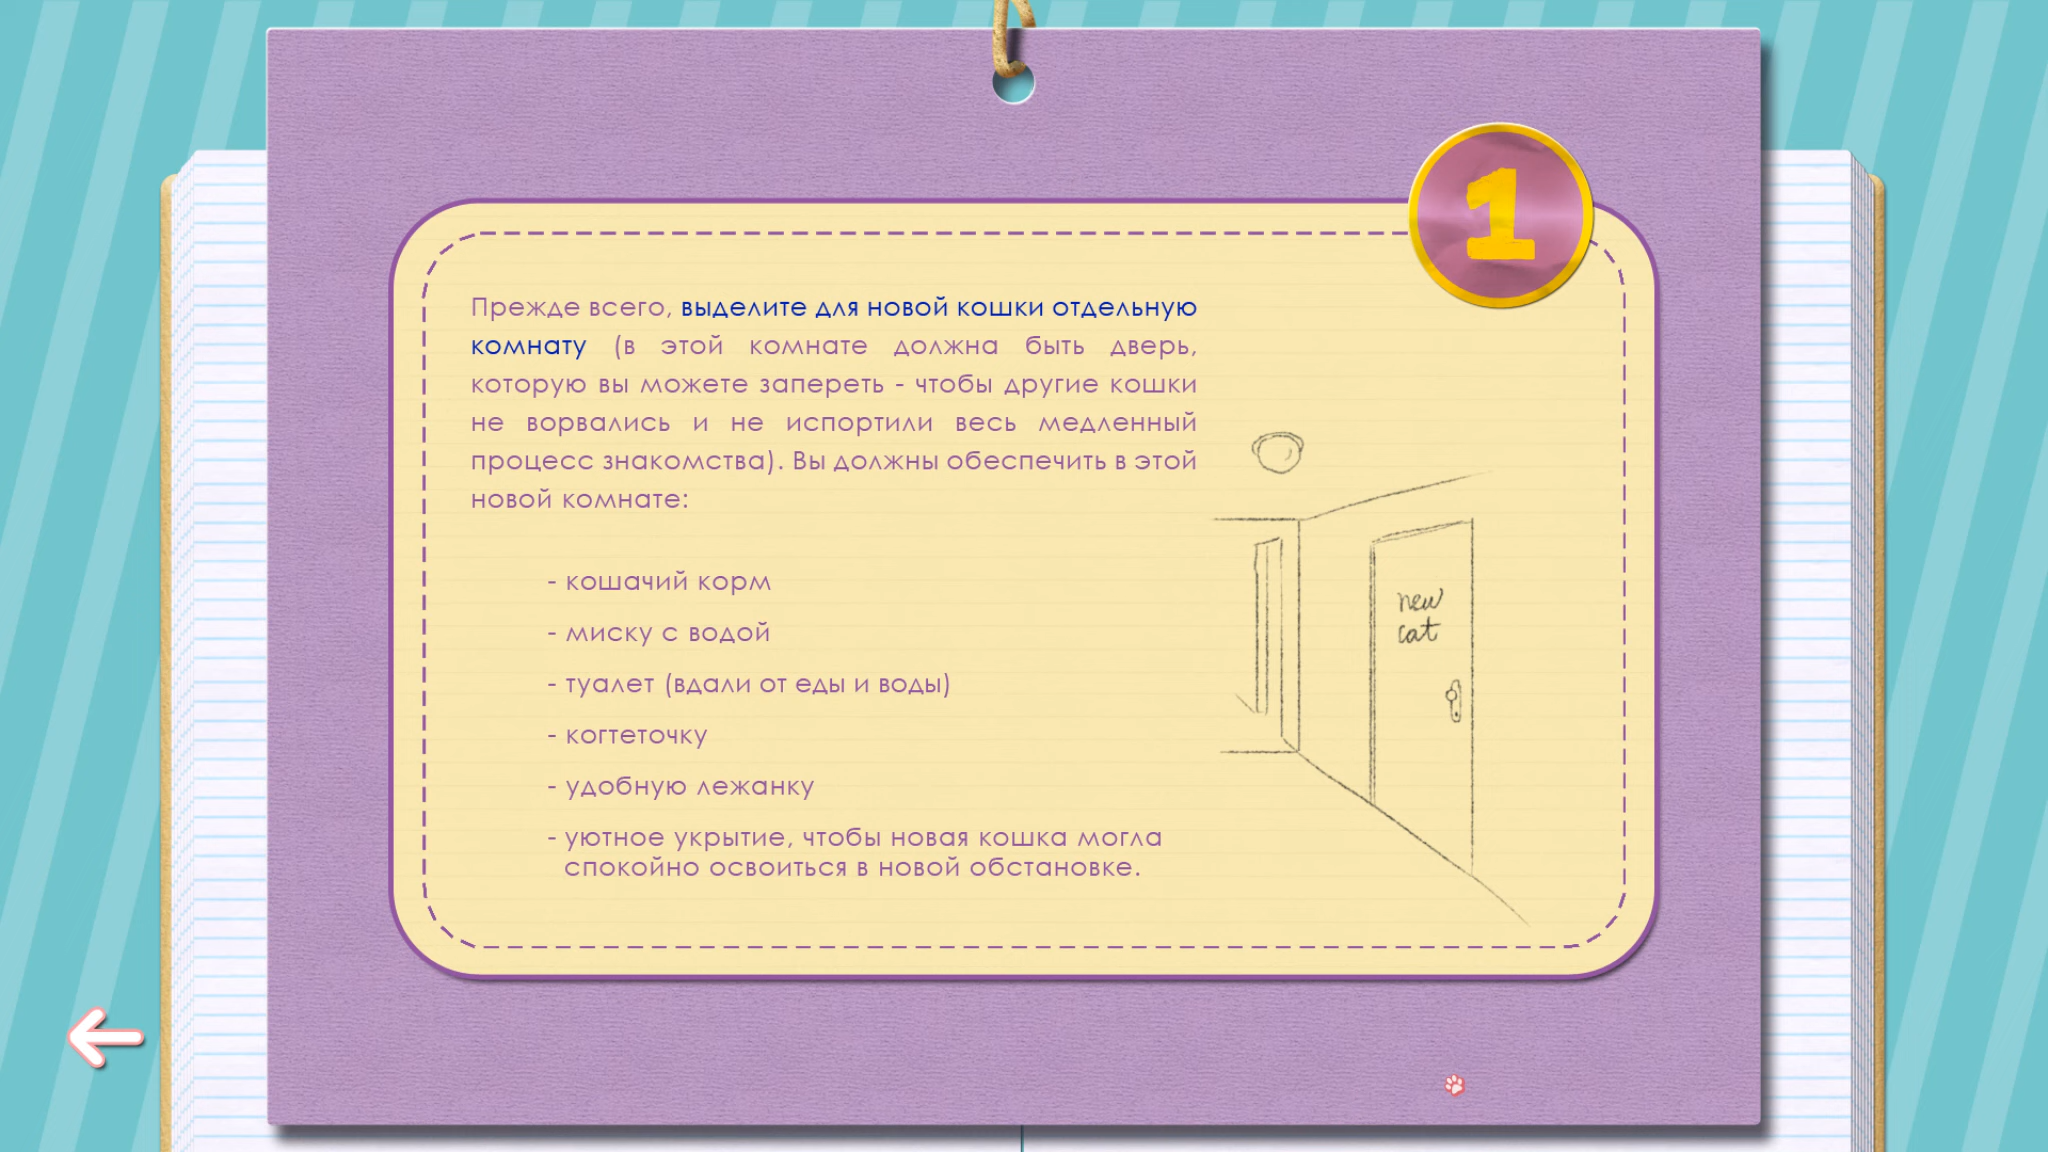 1
Прежде всего, выделите для новой кошки отдельную
комнату (в этой комнате должна быть дверь,
которую вы можете запереть - чтобы другие кошки
не ворвались и не испортили весь медленный
процесс знакомства). Вы должны обеспечить в этой
новой комнате:
- кошачий корм
- миску с водой
- туалет (вдали от еды и воды)
- когтеточку
- удобную лежанку
- уютное укрытие, чтобы новая кошка могла
спокойно освоиться в новой обстановке.
new
cat